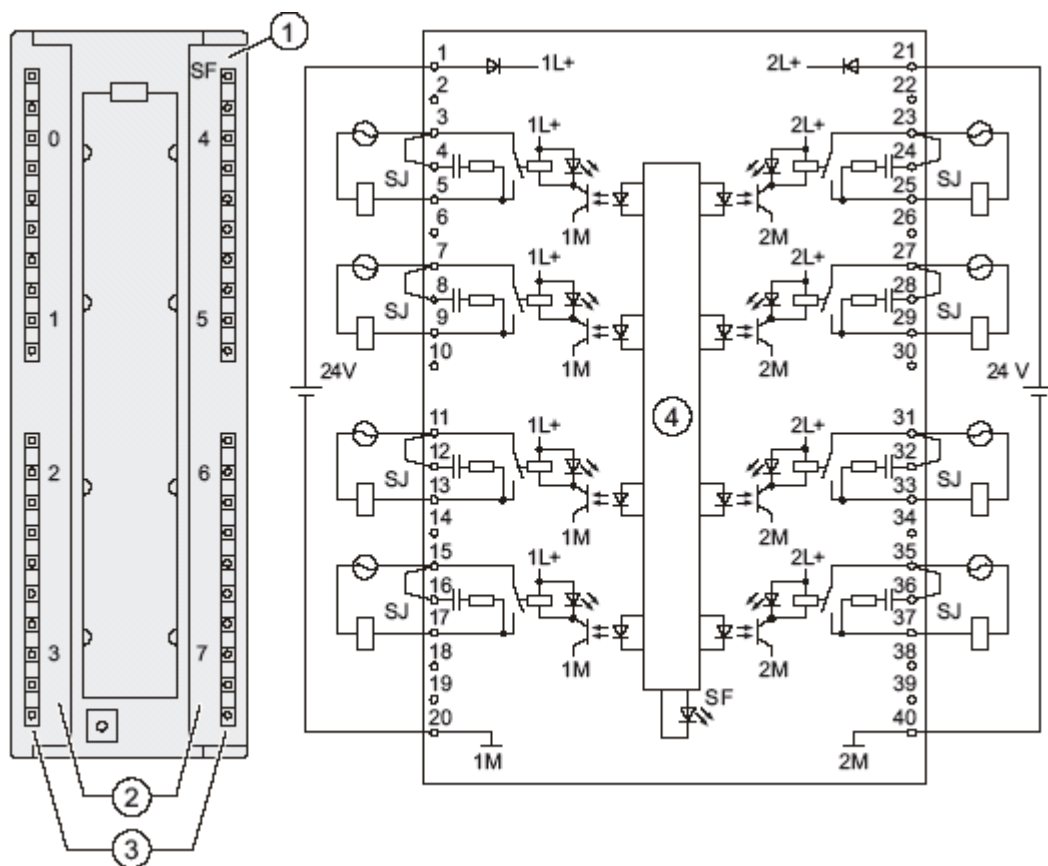 1
SF
0 4
1 5
2 6
3 7
2
3
1 1L+ 2L+ 21
2 22
3 1L+ 2L+ 23
4 24
SJ SJ
5 25
6 1M 2M 26
7 1L+ 2L+ 27
8 28
SJ SJ
9 29
10 1M 2M 30
24V 24 V
4
11 1L+ 2L+ 31
12 32
SJ SJ
13 33
14 1M 2M 34
15 1L+ 2L+ 35
16 36
SJ SJ
17 37
18 1M 2M 38
19 SF 39
20 40
1M 2M